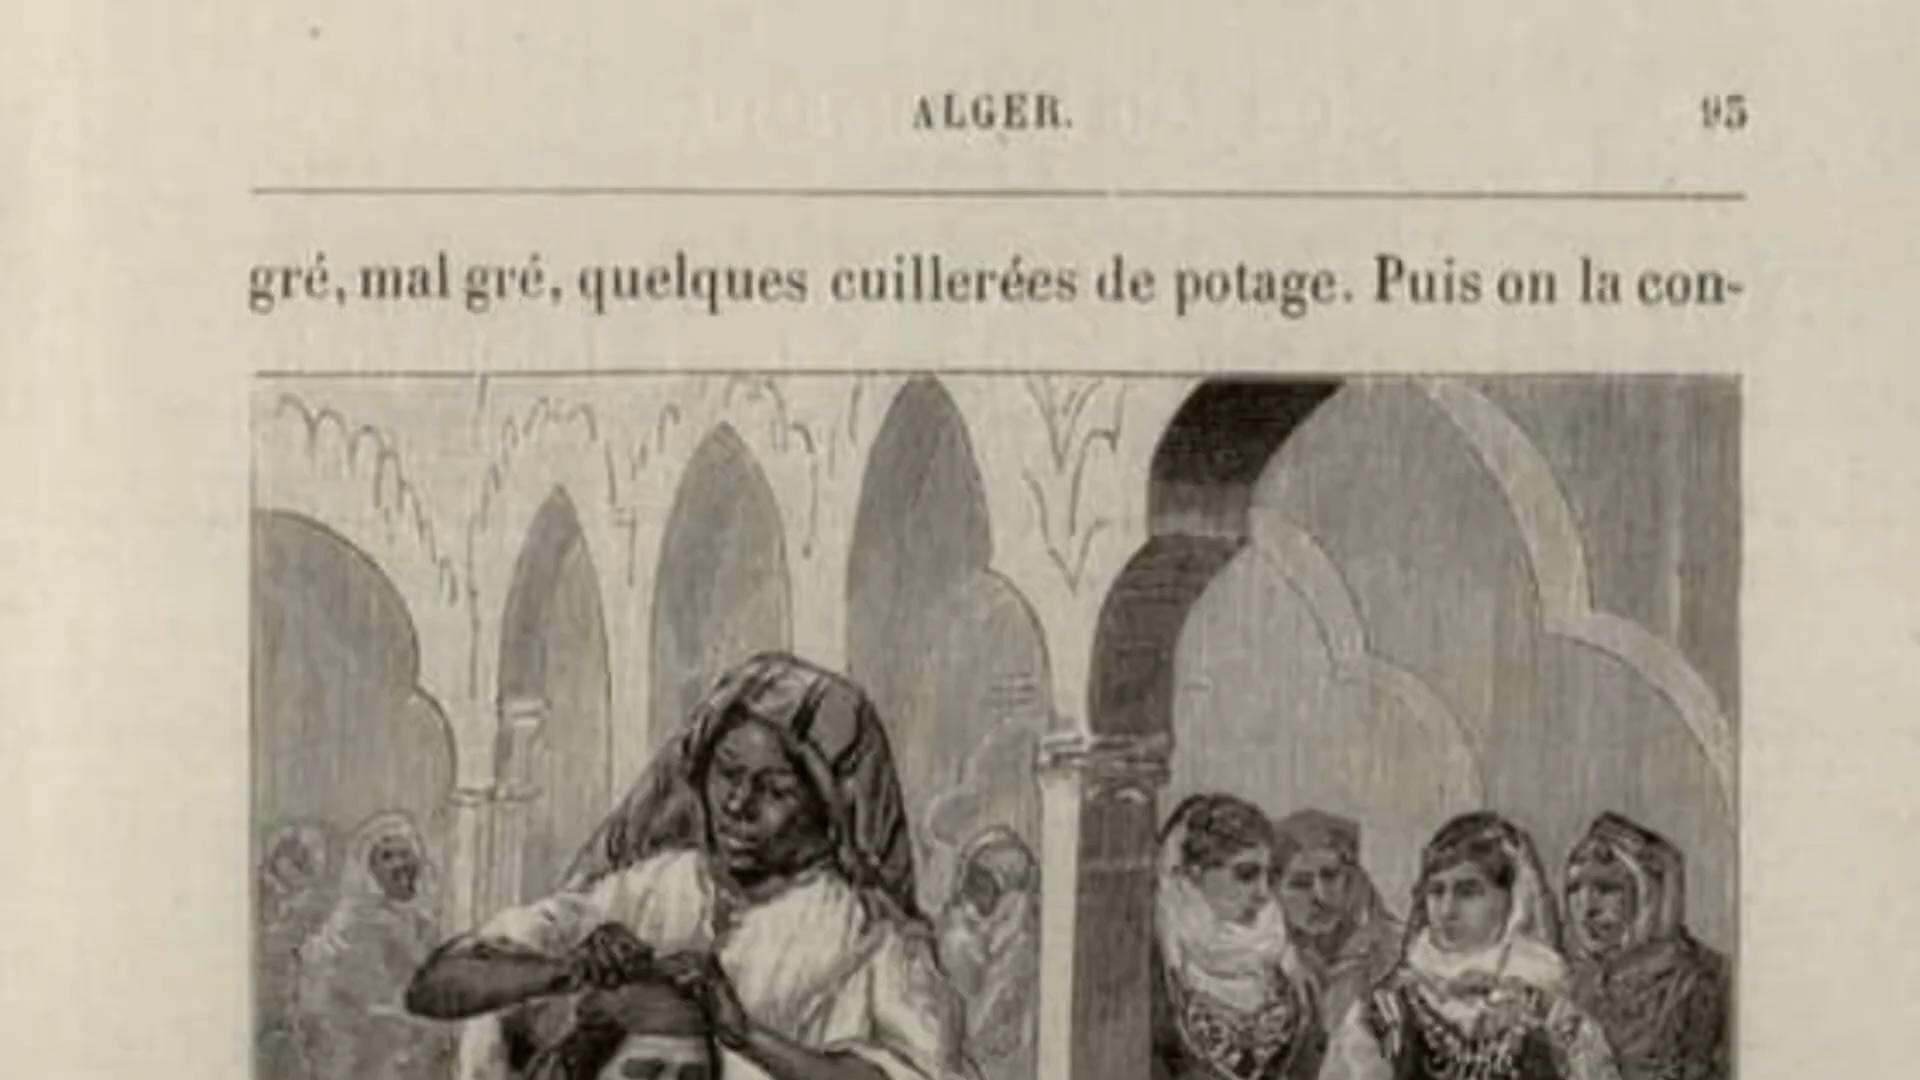 ALGER. 95
gré, mal gré, quelques cuillerées de potage. Puis on la con-